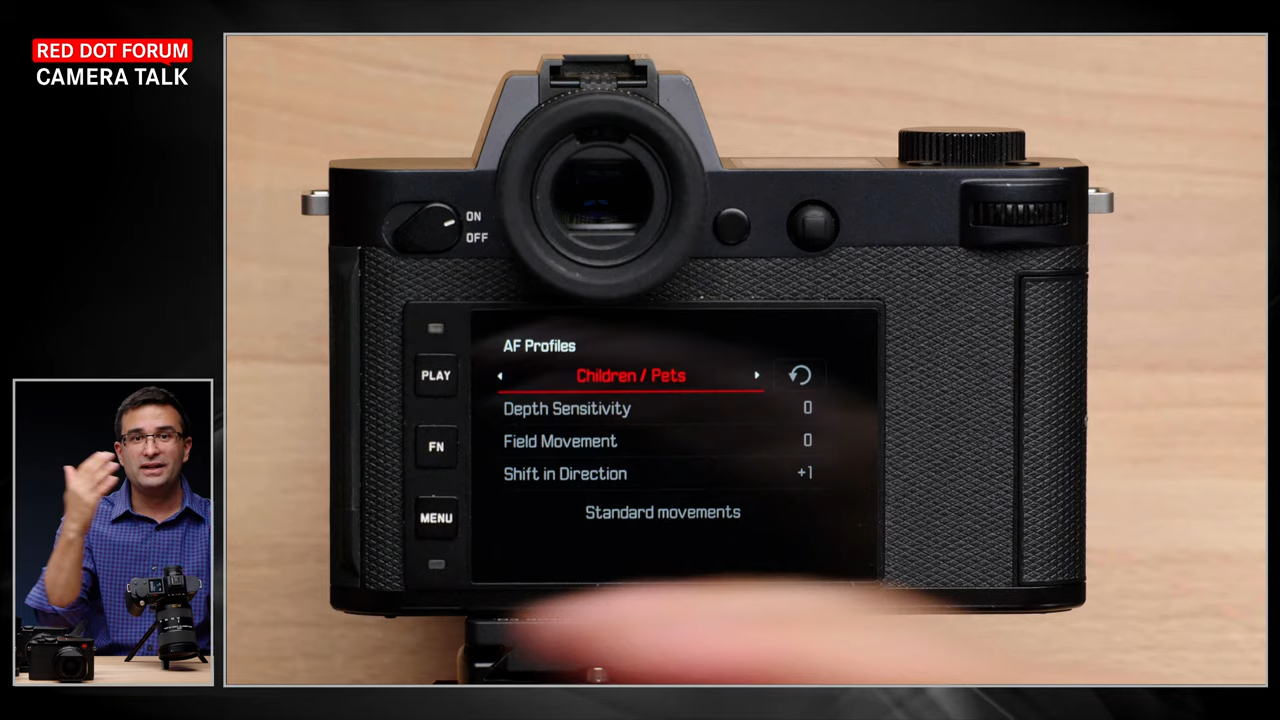 RED DOT FORUM
CAMERA TALK
ON
OFF
PLAY
FN
MENU
AF Profiles
Children / Pets
Depth Sensitivity 0
Field Movement 0
Shift in Direction +1
Standard movements